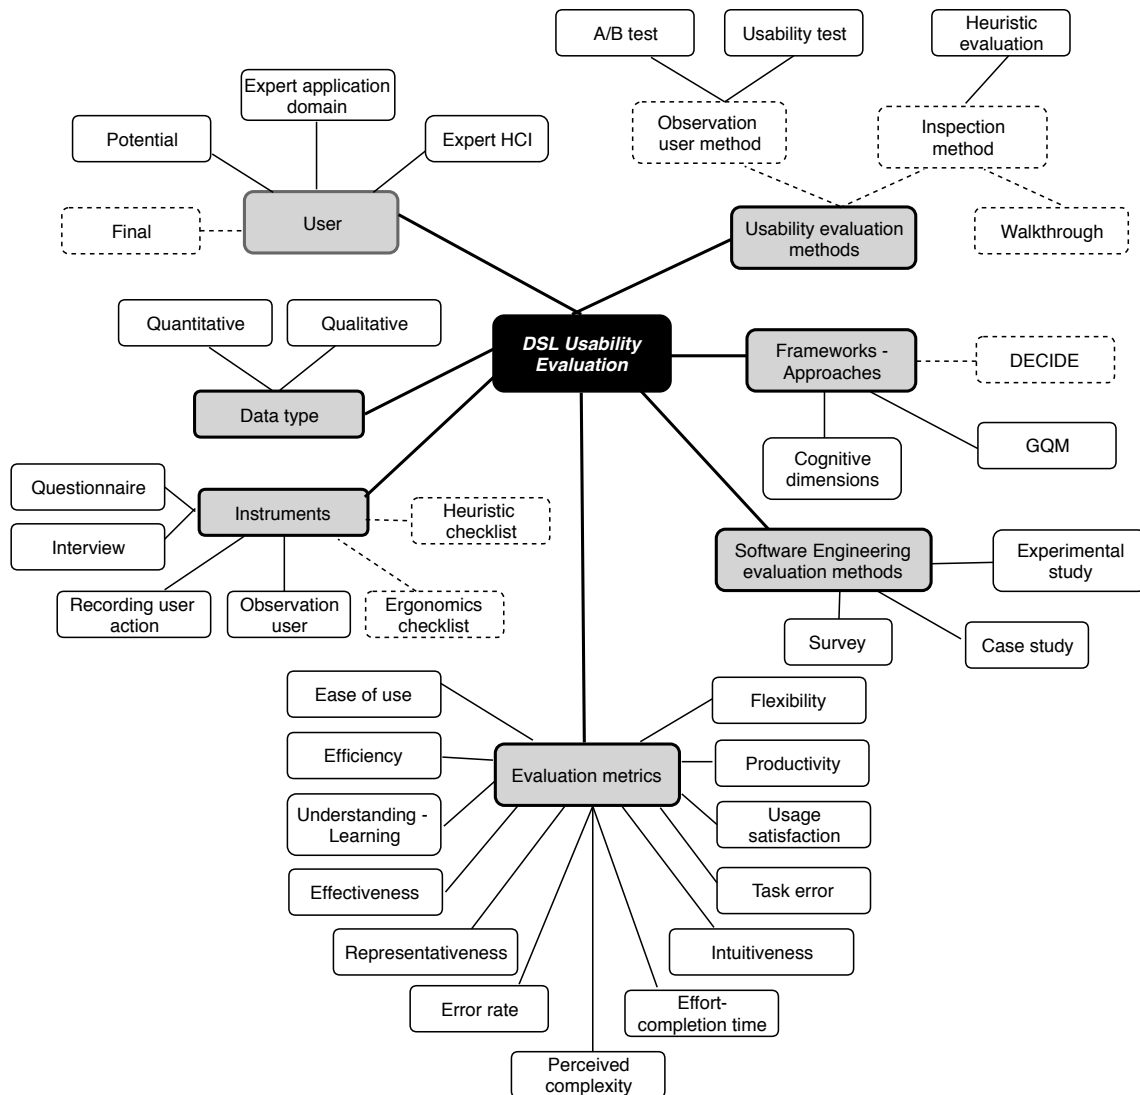 A/B test
Usability test
Heuristic
evaluation
Expert application
domain
Potential
Expert HCI
Observation
user method
Inspection
method
Final
User
Usability evaluation
methods
Walkthrough
Quantitative
Qualitative
DSL Usability
Evaluation
Frameworks -
Approaches
DECIDE
Data type
Cognitive
dimensions
GQM
Questionnaire
Interview
Instruments
Heuristic
checklist
Software Engineering
evaluation methods
Experimental
study
Recording user
action
Observation
user
Ergonomics
checklist
Survey
Case study
Ease of use
Flexibility
Efficiency
Evaluation metrics
Productivity
Understanding -
Learning
Usage
satisfaction
Effectiveness
Task error
Representativeness
Intuitiveness
Error rate
Effort-
completion time
Perceived
complexity